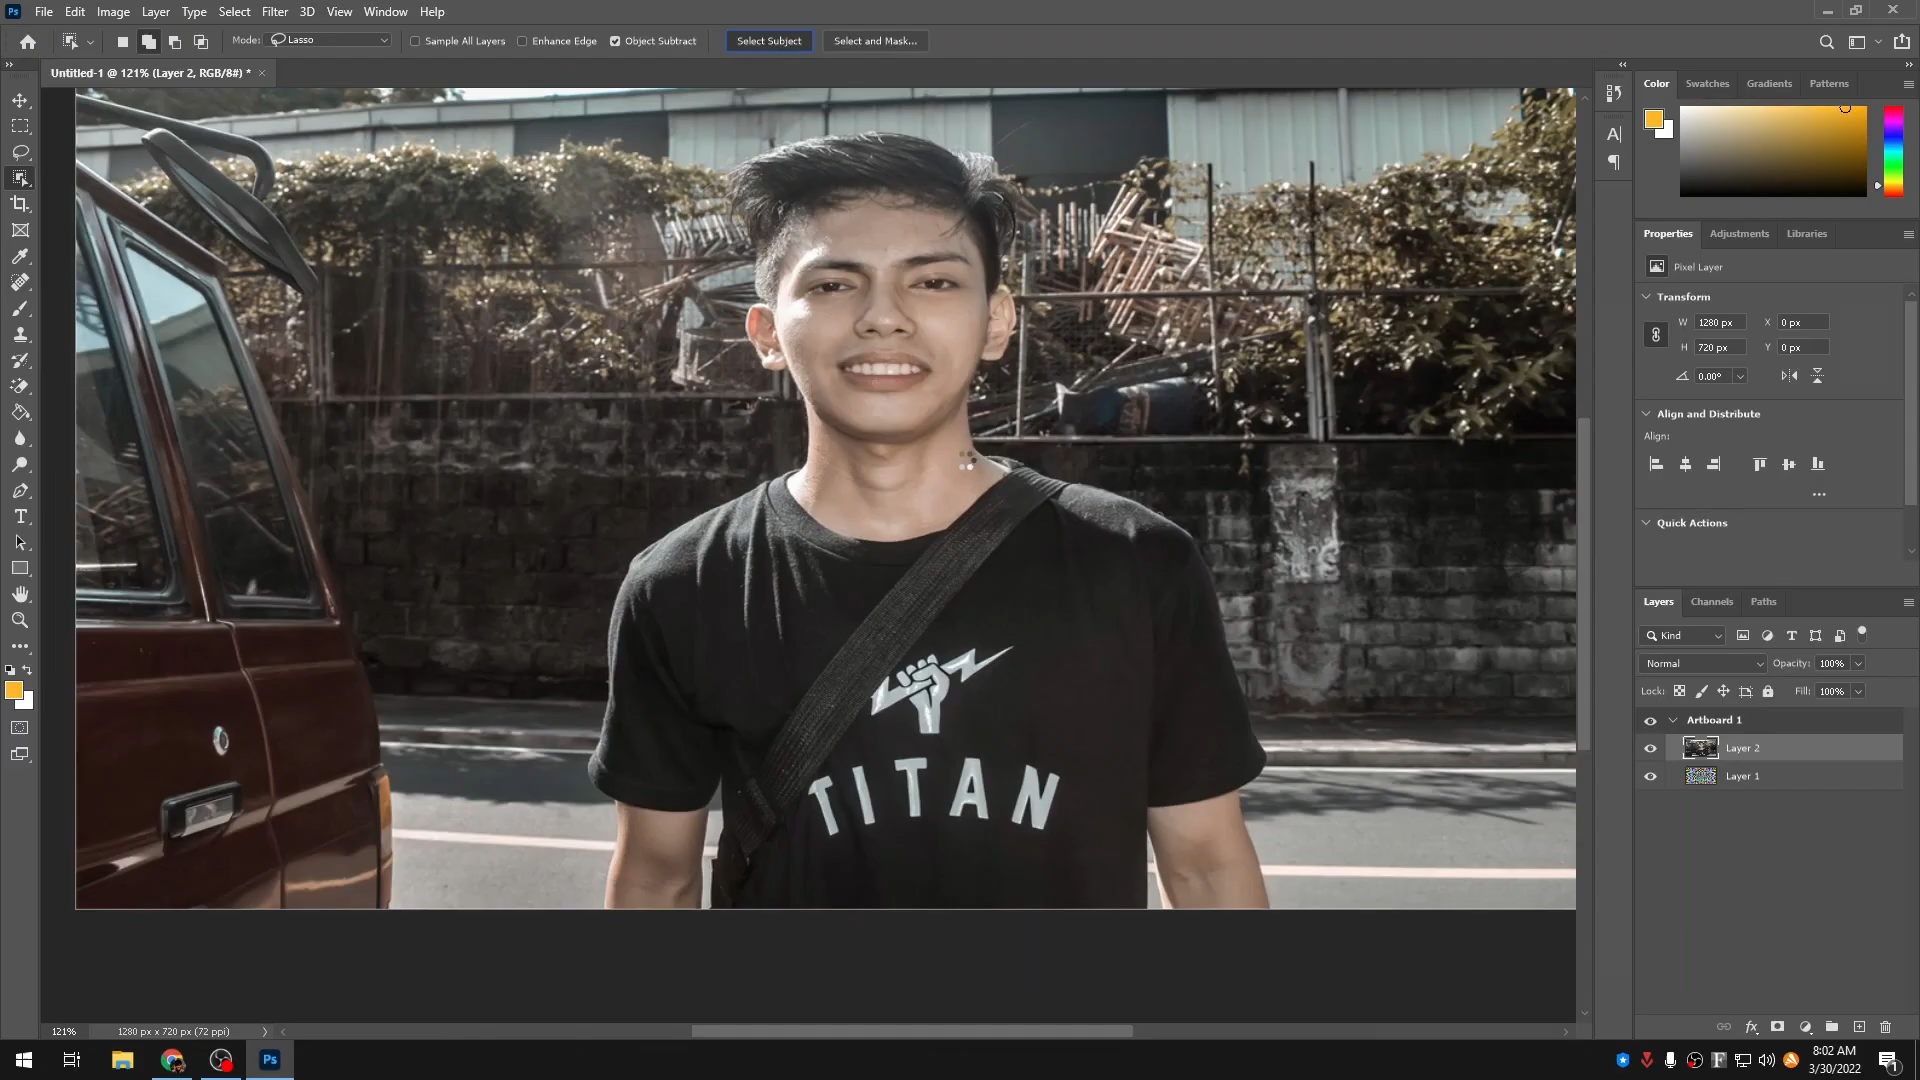 Ps File Edit Image Layer Type Select Filter 3D View Window Help
Mode: Lasso Sample All Layers Enhance Edge Object Subtract Select Subject Select and Mask...
Untitled-1 @ 121% (Layer 2, RGB/8#) *
Color Swatches Gradients Patterns
Properties Adjustments Libraries
Pixel Layer
Transform
W 1280 px X 0 px
H 720 px Y 0 px
0.00°
Align and Distribute
Align:
Quick Actions
Layers Channels Paths
Kind
Normal Opacity: 100%
Lock: Fill: 100%
Artboard 1
Layer 2
Layer 1
TITAN
121% 1280 px x 720 px (72 ppi)
Ps
8:02 AM
3/30/2022
1